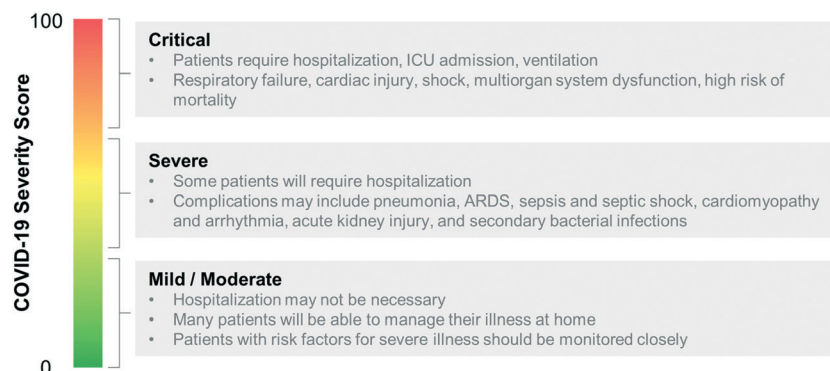 100
COVID-19 Severity Score
0
Critical
• Patients require hospitalization, ICU admission, ventilation
• Respiratory failure, cardiac injury, shock, multiorgan system dysfunction, high risk of
mortality
Severe
• Some patients will require hospitalization
• Complications may include pneumonia, ARDS, sepsis and septic shock, cardiomyopathy
and arrhythmia, acute kidney injury, and secondary bacterial infections
Mild / Moderate
• Hospitalization may not be necessary
• Many patients will be able to manage their illness at home
• Patients with risk factors for severe illness should be monitored closely